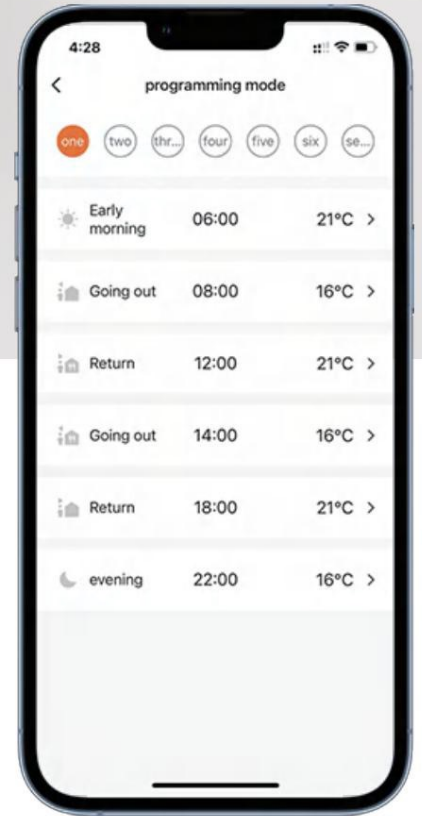 4:28
programming mode
one two thr... four five six se...
Early
morning 06:00 21°C
Going out 08:00 16°C
Return 12:00 21°C
Going out 14:00 16°C
Return 18:00 21°C
evening 22:00 16°C